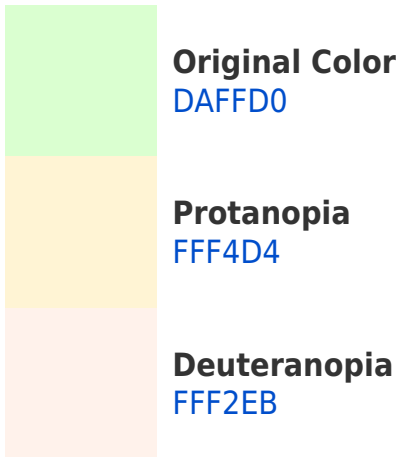 Original Color
DAFFD0
Protanopia
FFF4D4
Deuteranopia
FFF2EB